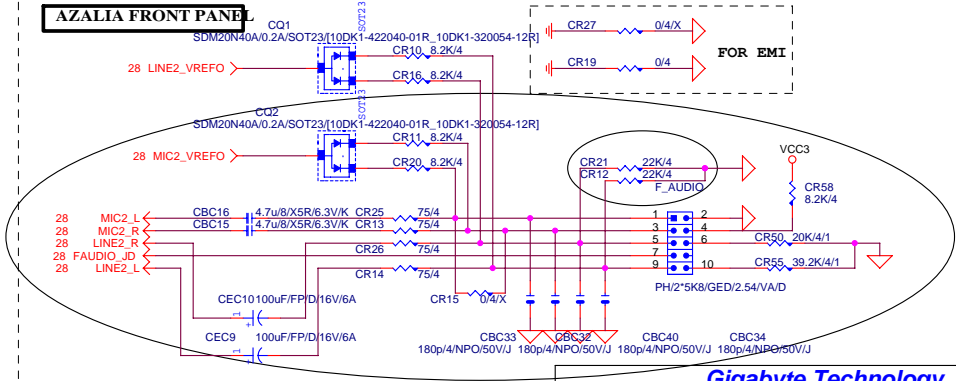 AZALIA FRONT PANEL
CQ1
SOT23
SDM20N40A/0.2A/SOT23/[10DK1-422040-01R_10DK1-320054-12R]
CR10 8.2K/4
28 LINE2_VREFO
CR16 8.2K/4
SOT23
CR27 0/4/X
FOR EMI
CR19 0/4
CQ2
SDM20N40A/0.2A/SOT23/[10DK1-422040-01R_10DK1-320054-12R]
CR11 8.2K/4
28 MIC2_VREFO
CR20 8.2K/4
CR21 22K/4
CR12 22K/4
F_AUDIO
VCC3
CR58
8.2K/4
28 MIC2_L CBC16 4.7u/8/X5R/6.3V/K CR25 75/4
28 MIC2_R CBC15 4.7u/8/X5R/6.3V/K CR13 75/4
28 LINE2_R
28 FAUDIO_JD CR26 75/4
28 LINE2_L CR14 75/4
1 2
3 4
5 6 CR50 20K/4/1
7
9 10 CR55 39.2K/4/1
PH/2*5K8/GED/2.54/VA/D
CR15 0/4/X
CEC10 100uF/FP/D/16V/6A
1
+
CEC9 100uF/FP/D/16V/6A
1
+
CBC33 CBC32 CBC40 CBC34
180p/4/NPO/50V/J 180p/4/NPO/50V/J 180p/4/NPO/50V/J 180p/4/NPO/50V/J
Gigabyte Technology